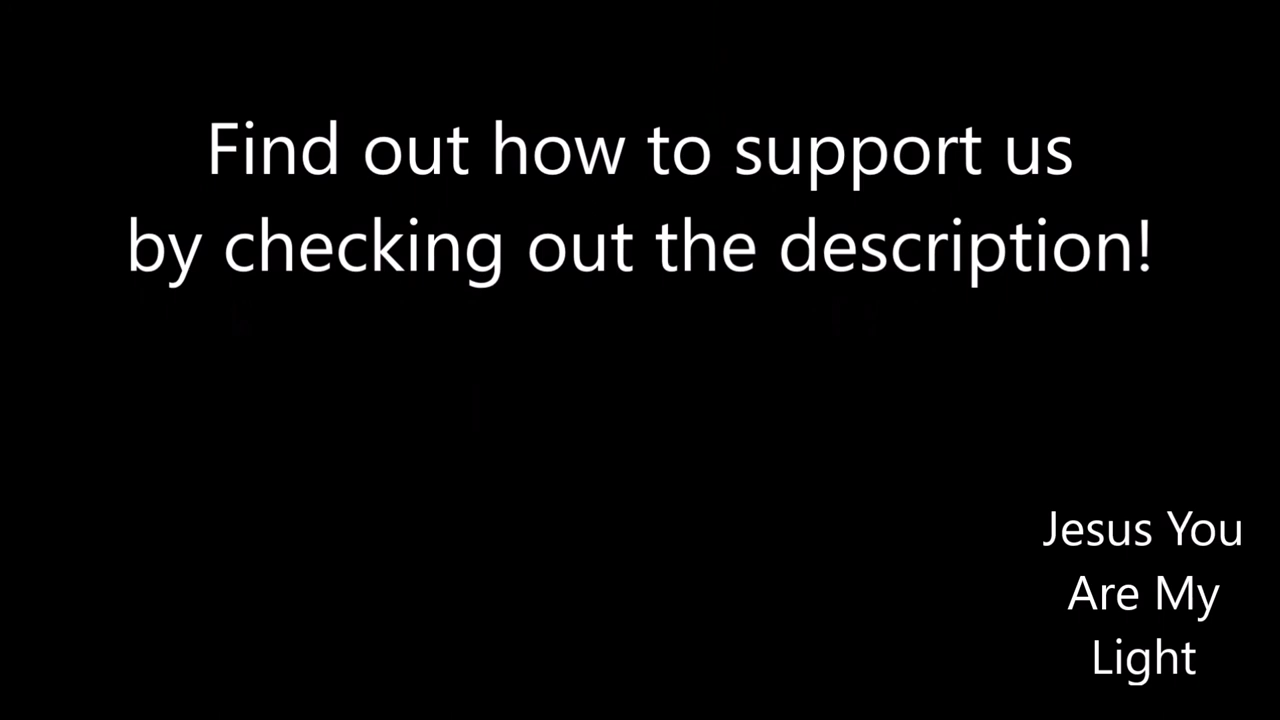 Find out how to support us
by checking out the description!
Jesus You
Are My
Light